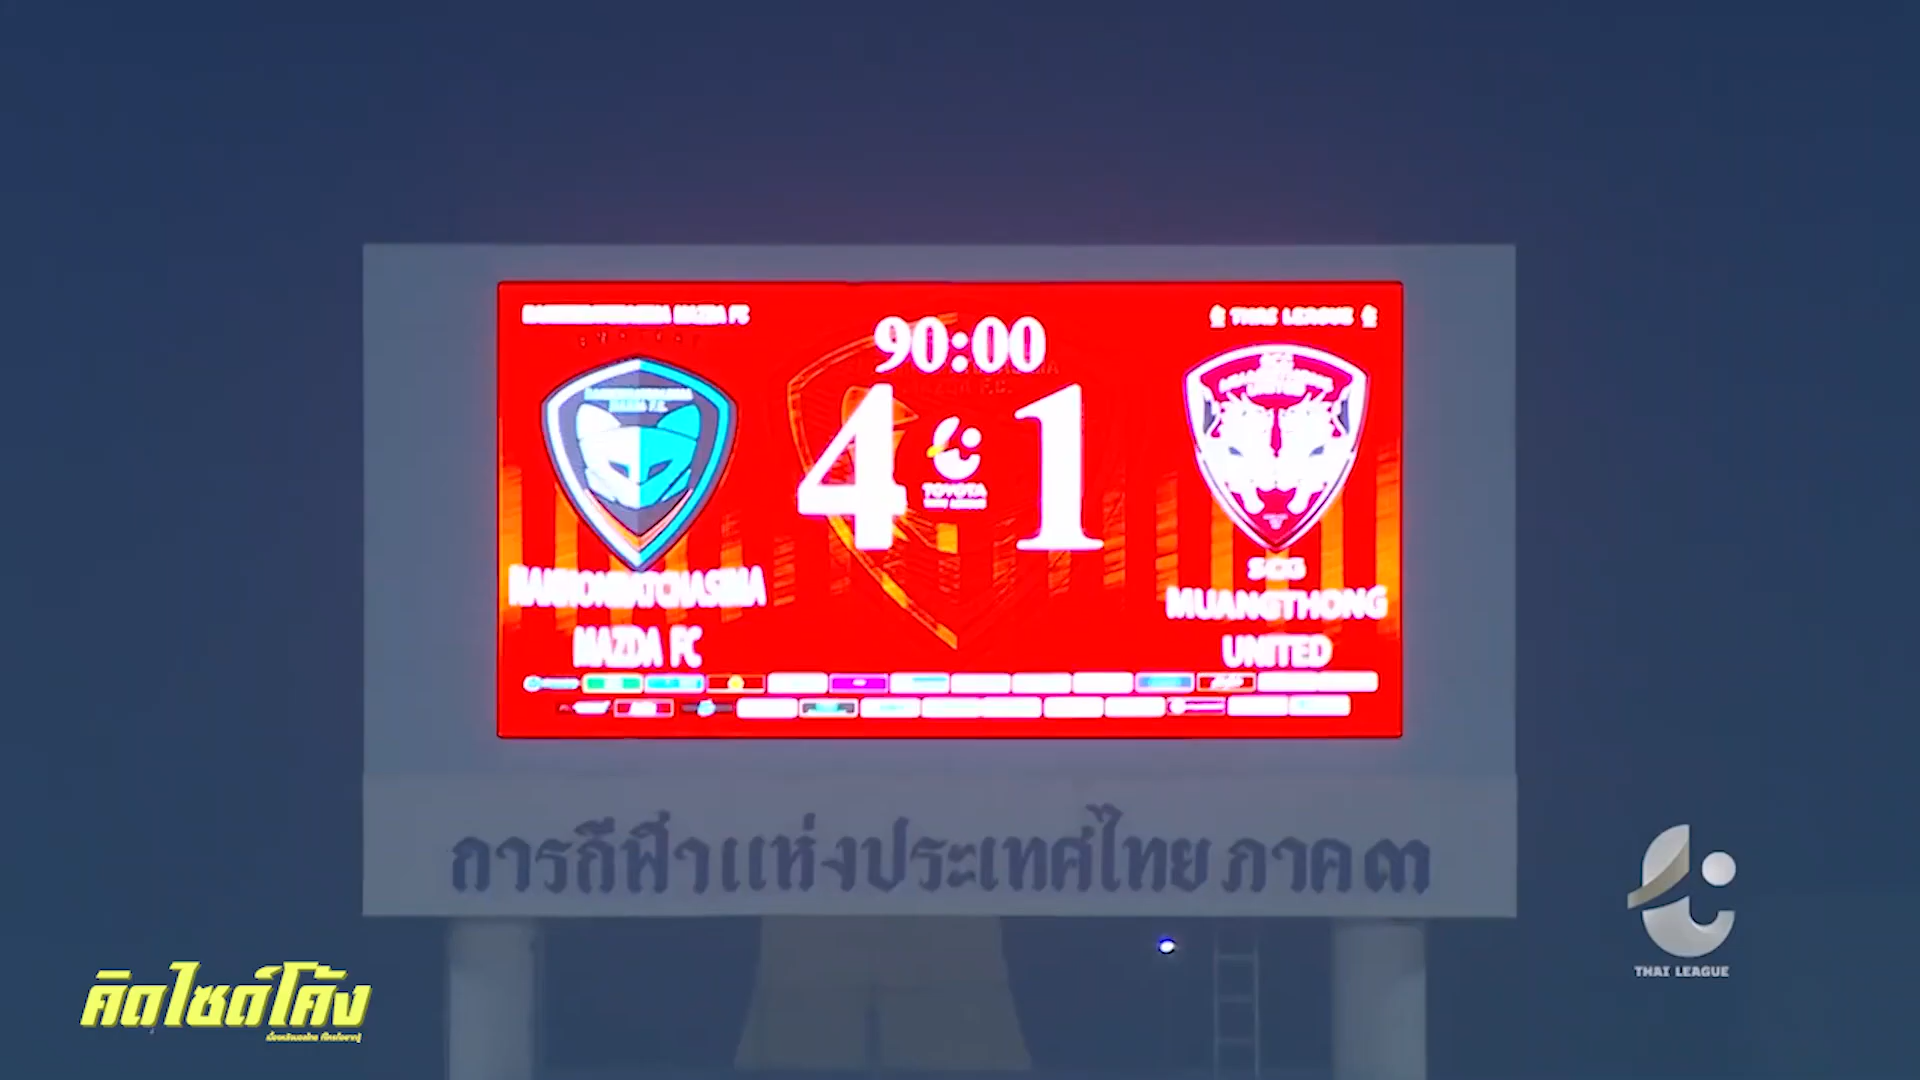 NAKHONRATCHASIMA MAZDA FC
THAI LEAGUE
90:00
4 1
TOYOTA
THAI LEAGUE
NAKHONRATCHASIMA
MAZDA FC
SCG
MUANGTHONG
UNITED
การกีฬาแห่งประเทศไทย ภาค ๓
THAI LEAGUE
คิดไซด์โค้ง